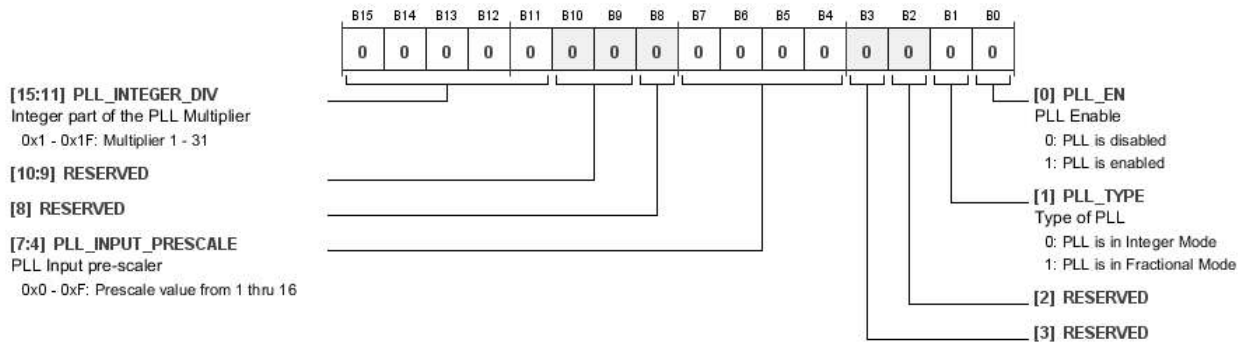 B15 B14 B13 B12 B11 B10 B9 B8 B7 B6 B5 B4 B3 B2 B1 B0
0 0 0 0 0 0 0 0 0 0 0 0 0 0 0 0
[15:11] PLL_INTEGER_DIV
Integer part of the PLL Multiplier
0x1 - 0x1F: Multiplier 1 - 31
[10:9] RESERVED
[8] RESERVED
[7:4] PLL_INPUT_PRESCALE
PLL Input pre-scaler
0x0 - 0xF: Prescale value from 1 thru 16
[0] PLL_EN
PLL Enable
0: PLL is disabled
1: PLL is enabled
[1] PLL_TYPE
Type of PLL
0: PLL is in Integer Mode
1: PLL is in Fractional Mode
[2] RESERVED
[3] RESERVED